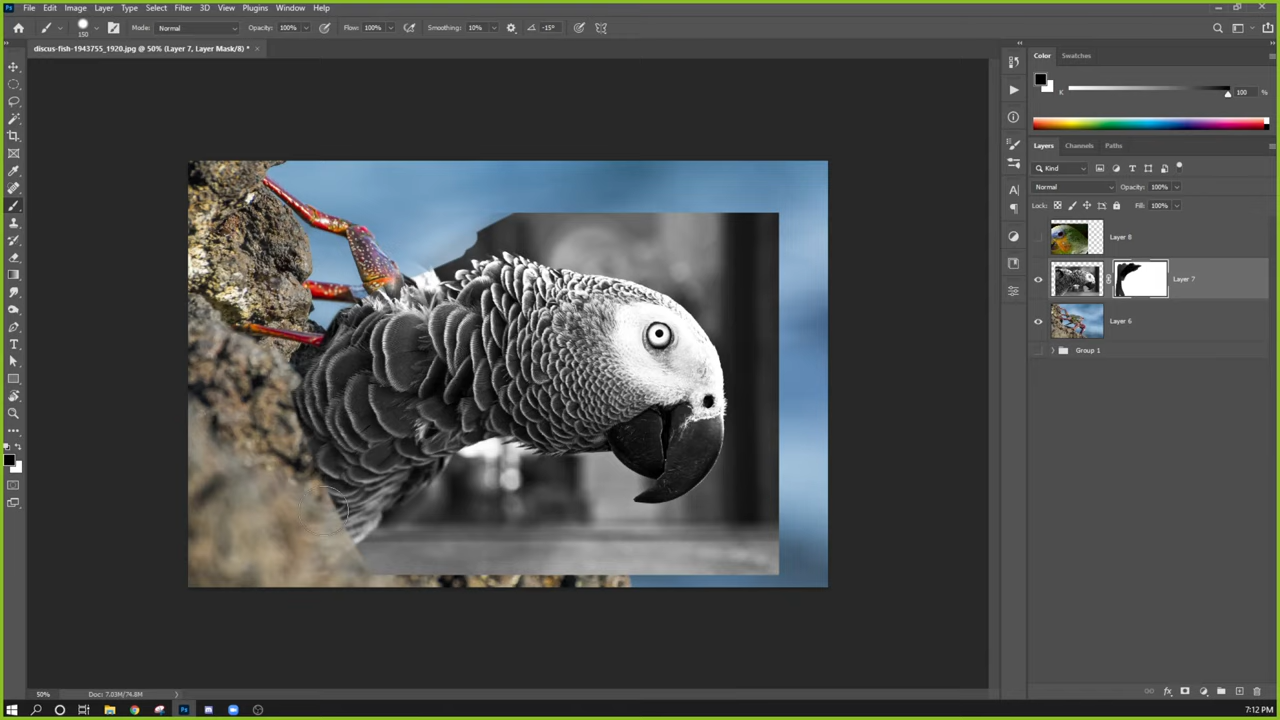 Ps File Edit Image Layer Type Select Filter 3D View Plugins Window Help
150 Mode: Normal Opacity: 100% Flow: 100% Smoothing: 10% -15°
discus-fish-1943755_1920.jpg @ 50% (Layer 7, Layer Mask/8) *
Color Swatches
K 100 %
Layers Channels Paths
Kind
Normal Opacity: 100%
Lock: Fill: 100%
Layer 8
Layer 7
Layer 6
Group 1
50% Doc: 7.03M/74.8M
7:12 PM